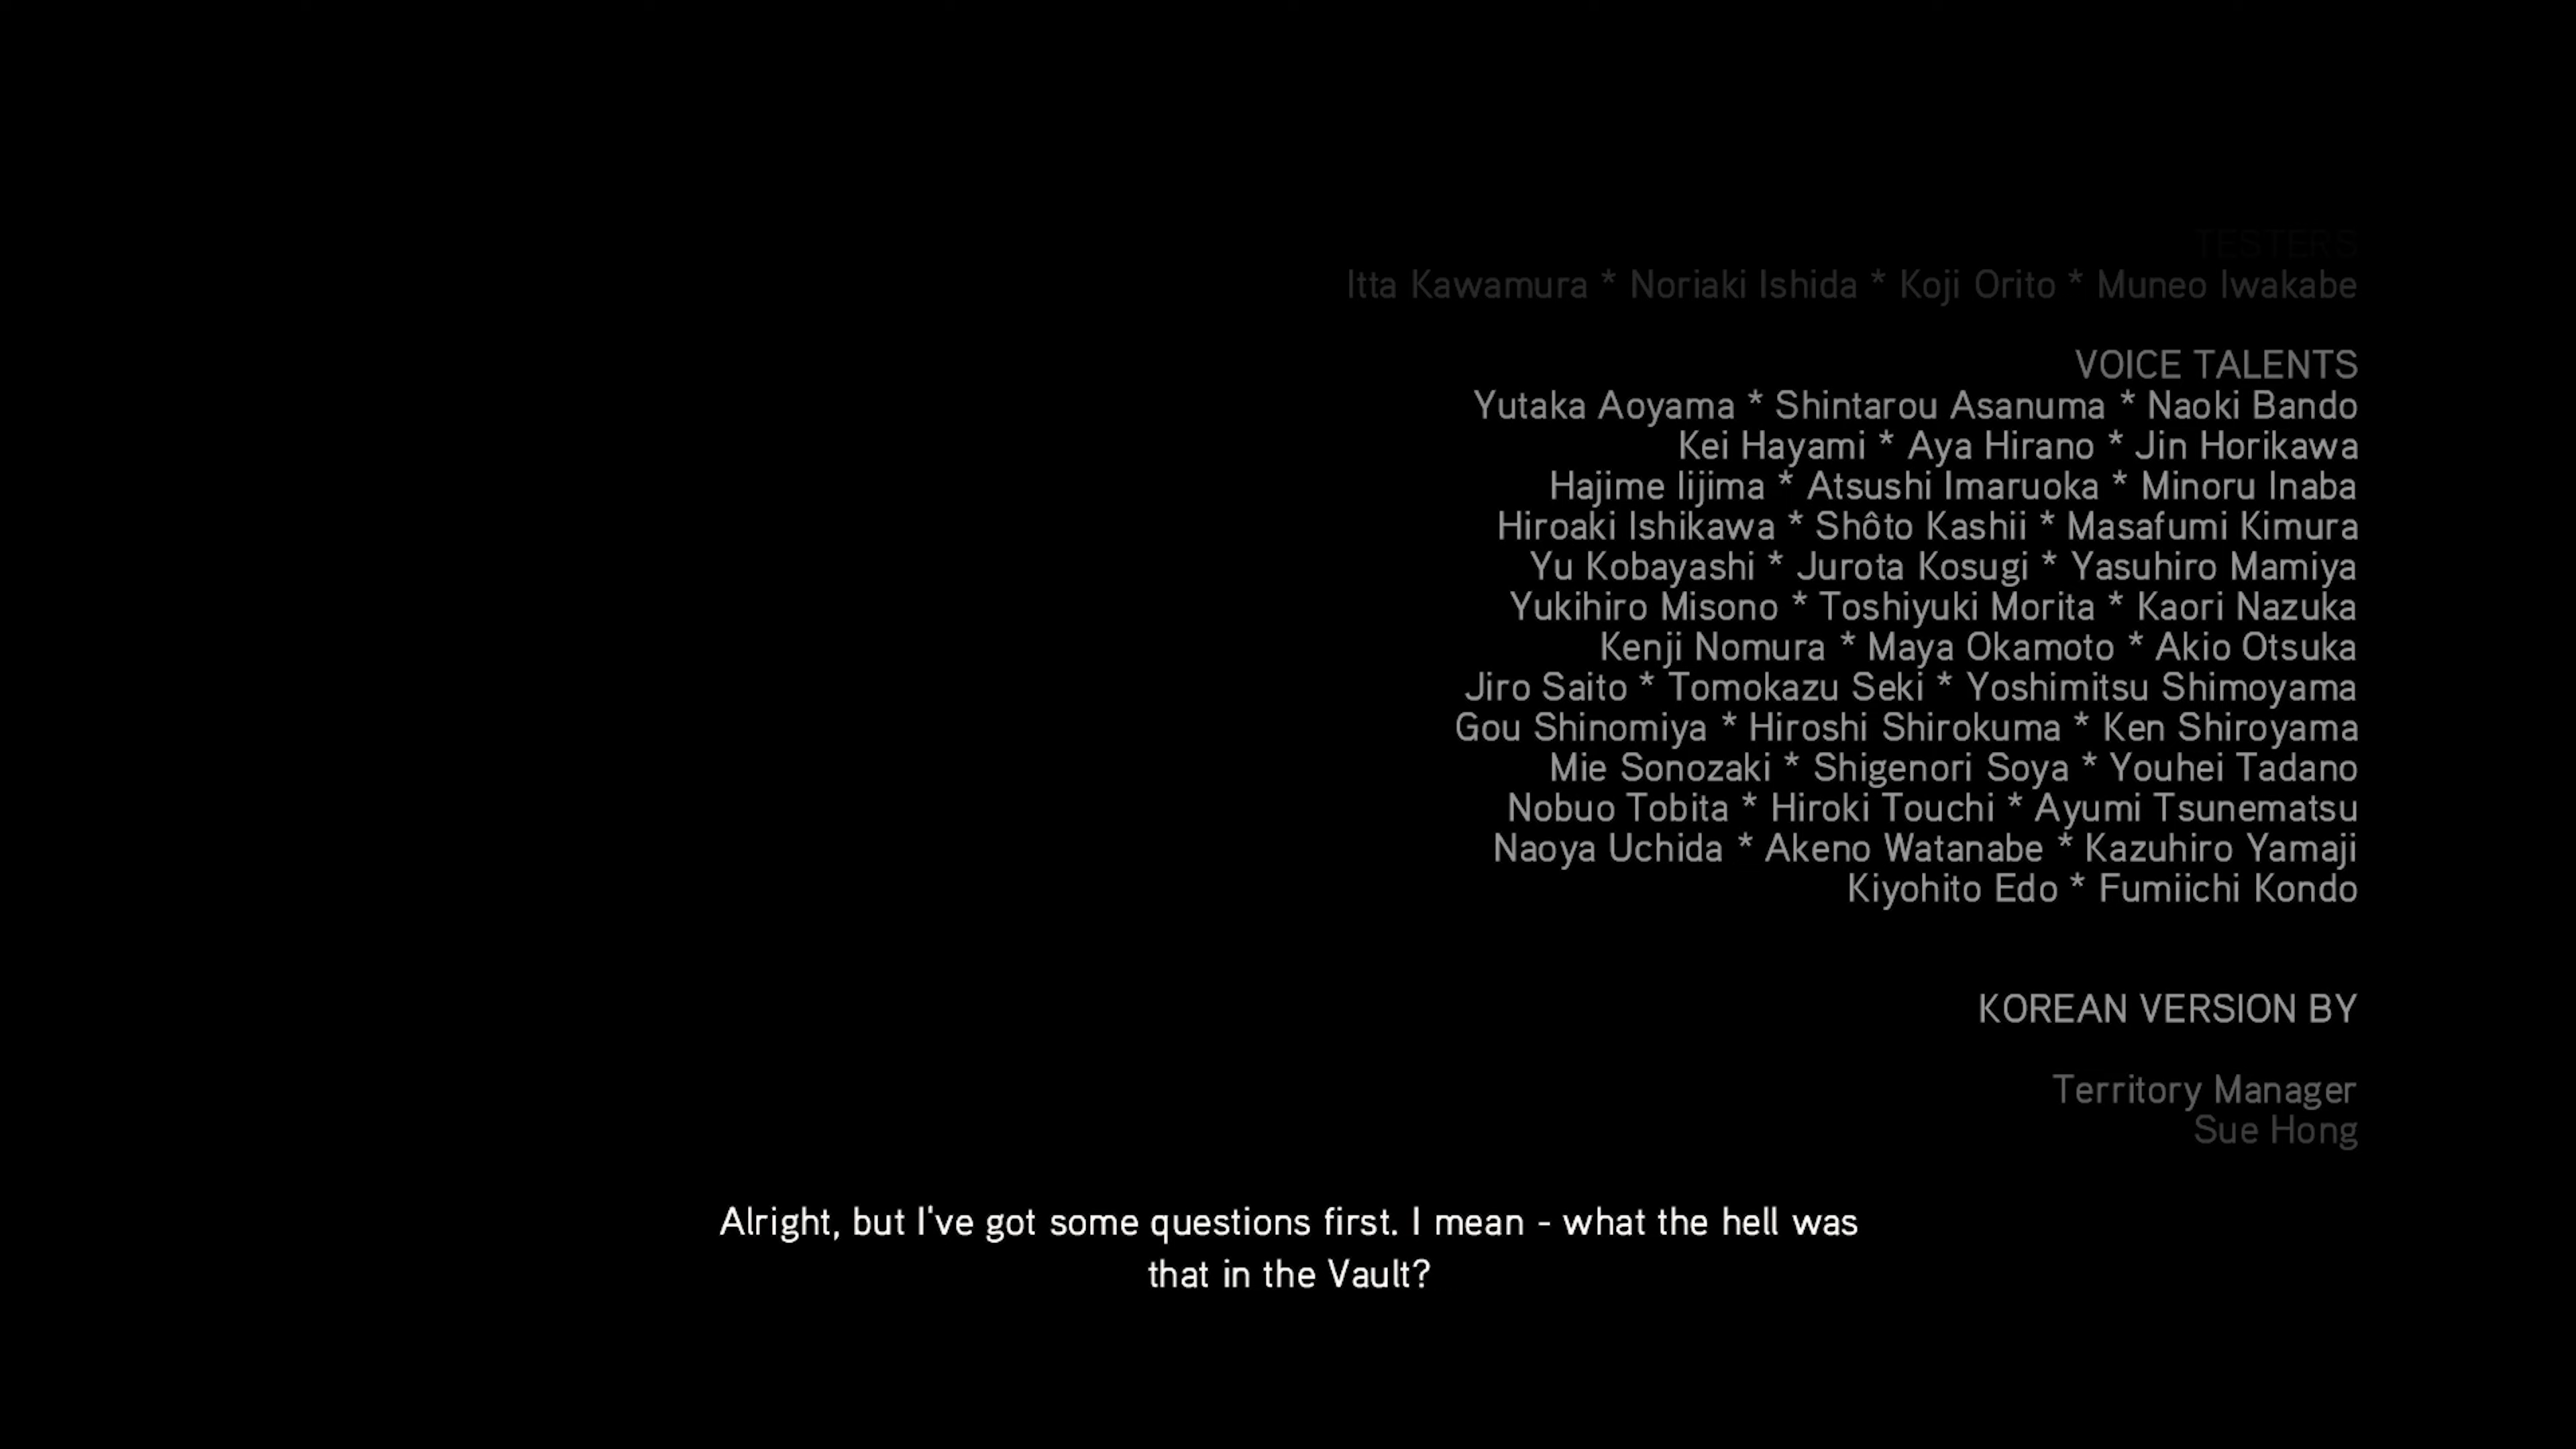 TESTERS
Itta Kawamura * Noriaki Ishida * Koji Orito * Muneo Iwakabe
VOICE TALENTS
Yutaka Aoyama * Shintarou Asanuma * Naoki Bando
Kei Hayami * Aya Hirano * Jin Horikawa
Hajime Iijima * Atsushi Imaruoka * Minoru Inaba
Hiroaki Ishikawa * Shôto Kashii * Masafumi Kimura
Yu Kobayashi * Jurota Kosugi * Yasuhiro Mamiya
Yukihiro Misono * Toshiyuki Morita * Kaori Nazuka
Kenji Nomura * Maya Okamoto * Akio Otsuka
Jiro Saito * Tomokazu Seki * Yoshimitsu Shimoyama
Gou Shinomiya * Hiroshi Shirokuma * Ken Shiroyama
Mie Sonozaki * Shigenori Soya * Youhei Tadano
Nobuo Tobita * Hiroki Touchi * Ayumi Tsunematsu
Naoya Uchida * Akeno Watanabe * Kazuhiro Yamaji
Kiyohito Edo * Fumiichi Kondo
KOREAN VERSION BY
Territory Manager
Sue Hong
Alright, but I've got some questions first. I mean - what the hell was
that in the Vault?